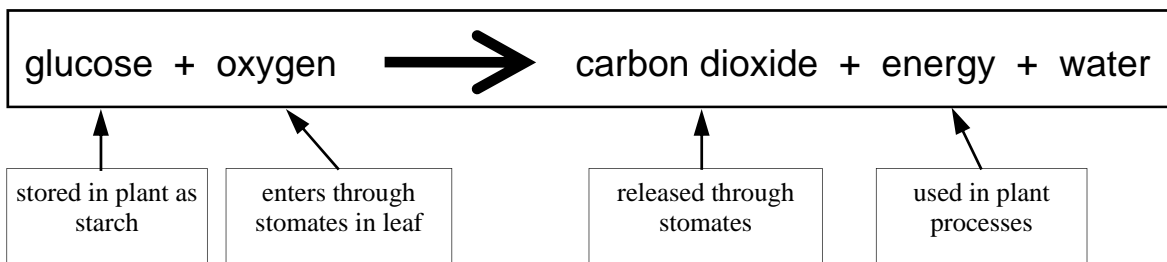 glucose + oxygen → carbon dioxide + energy + water
stored in plant as
starch
enters through
stomates in leaf
released through
stomates
used in plant
processes